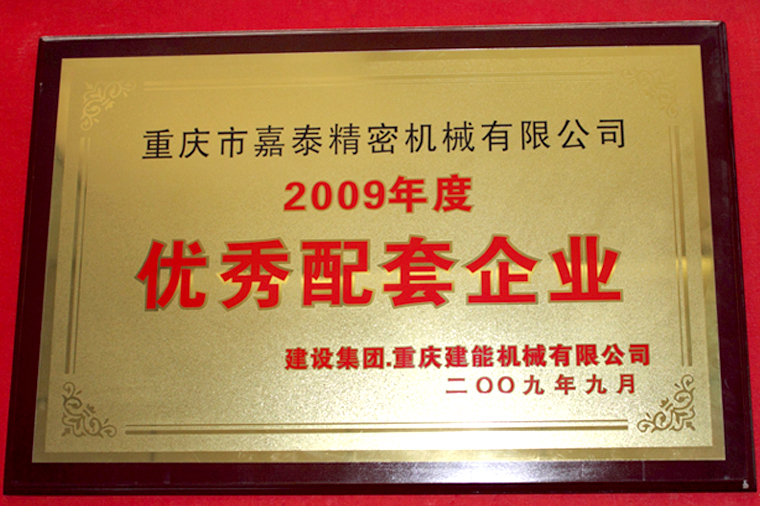 重庆市嘉泰精密机械有限公司
2009年度
优秀配套企业
建设集团.重庆建能机械有限公司
二OO九年九月